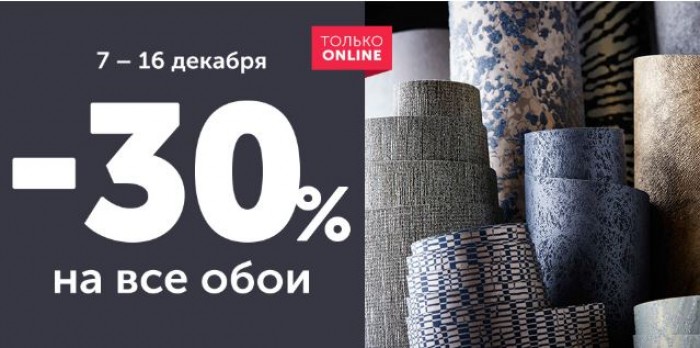 7 – 16 декабря
ТОЛЬКО
ONLINE
-30%
на все обои